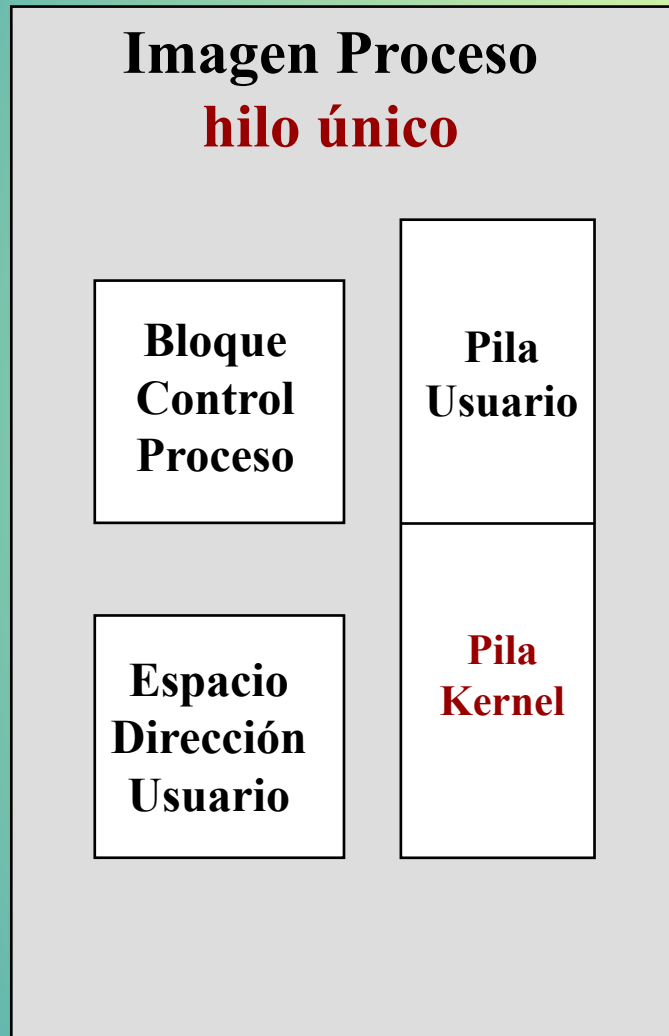 Imagen Proceso
hilo único
Bloque
Control
Proceso
Pila
Usuario
Espacio
Dirección
Usuario
Pila
Kernel